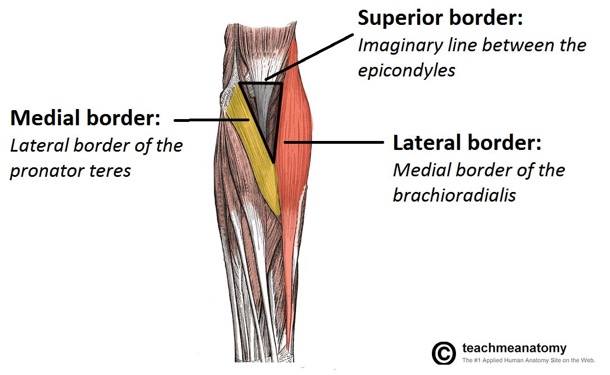 Superior border:
Imaginary line between the
epicondyles
Medial border:
Lateral border of the
pronator teres
Lateral border:
Medial border of the
brachioradialis
© teachmeanatomy
The #1 Applied Human Anatomy Site on the Web.